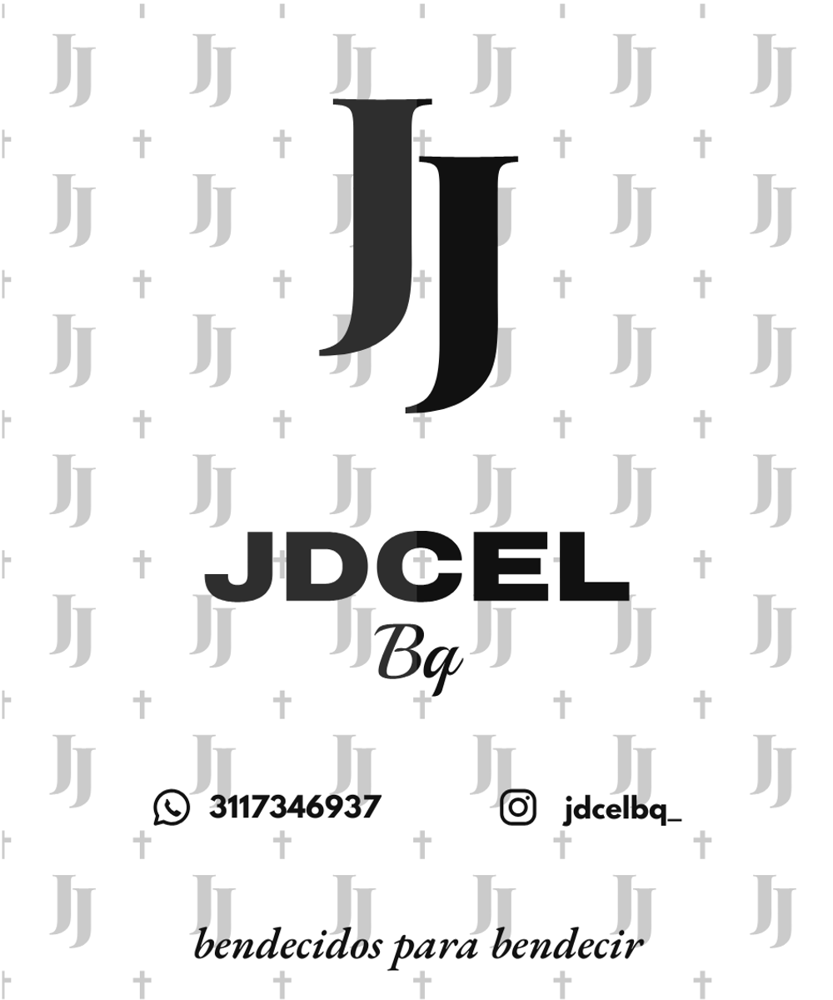 JJ
JDCEL
Bq
3117346937 jdcelbq_
bendecidos para bendecir